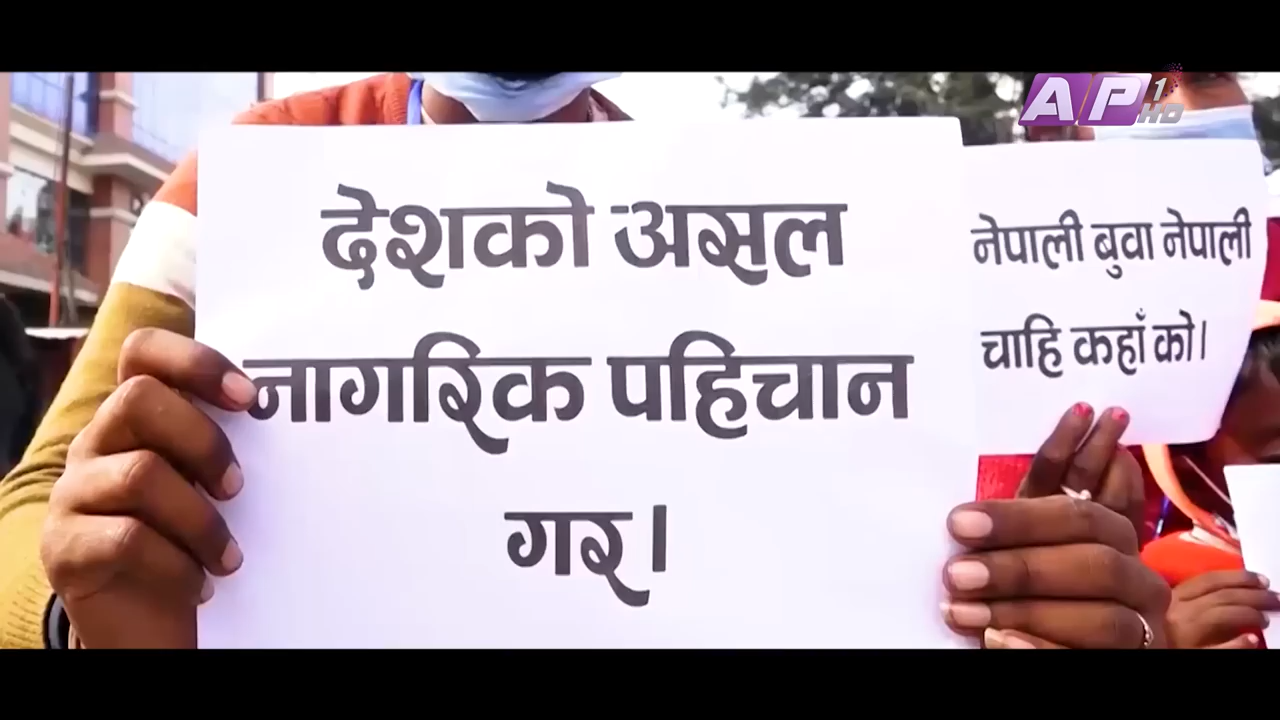 AP1 HD
देशको असल
नागरिक पहिचान
गर।
नेपाली बुवा नेपाली
चाहि कहाँ को।